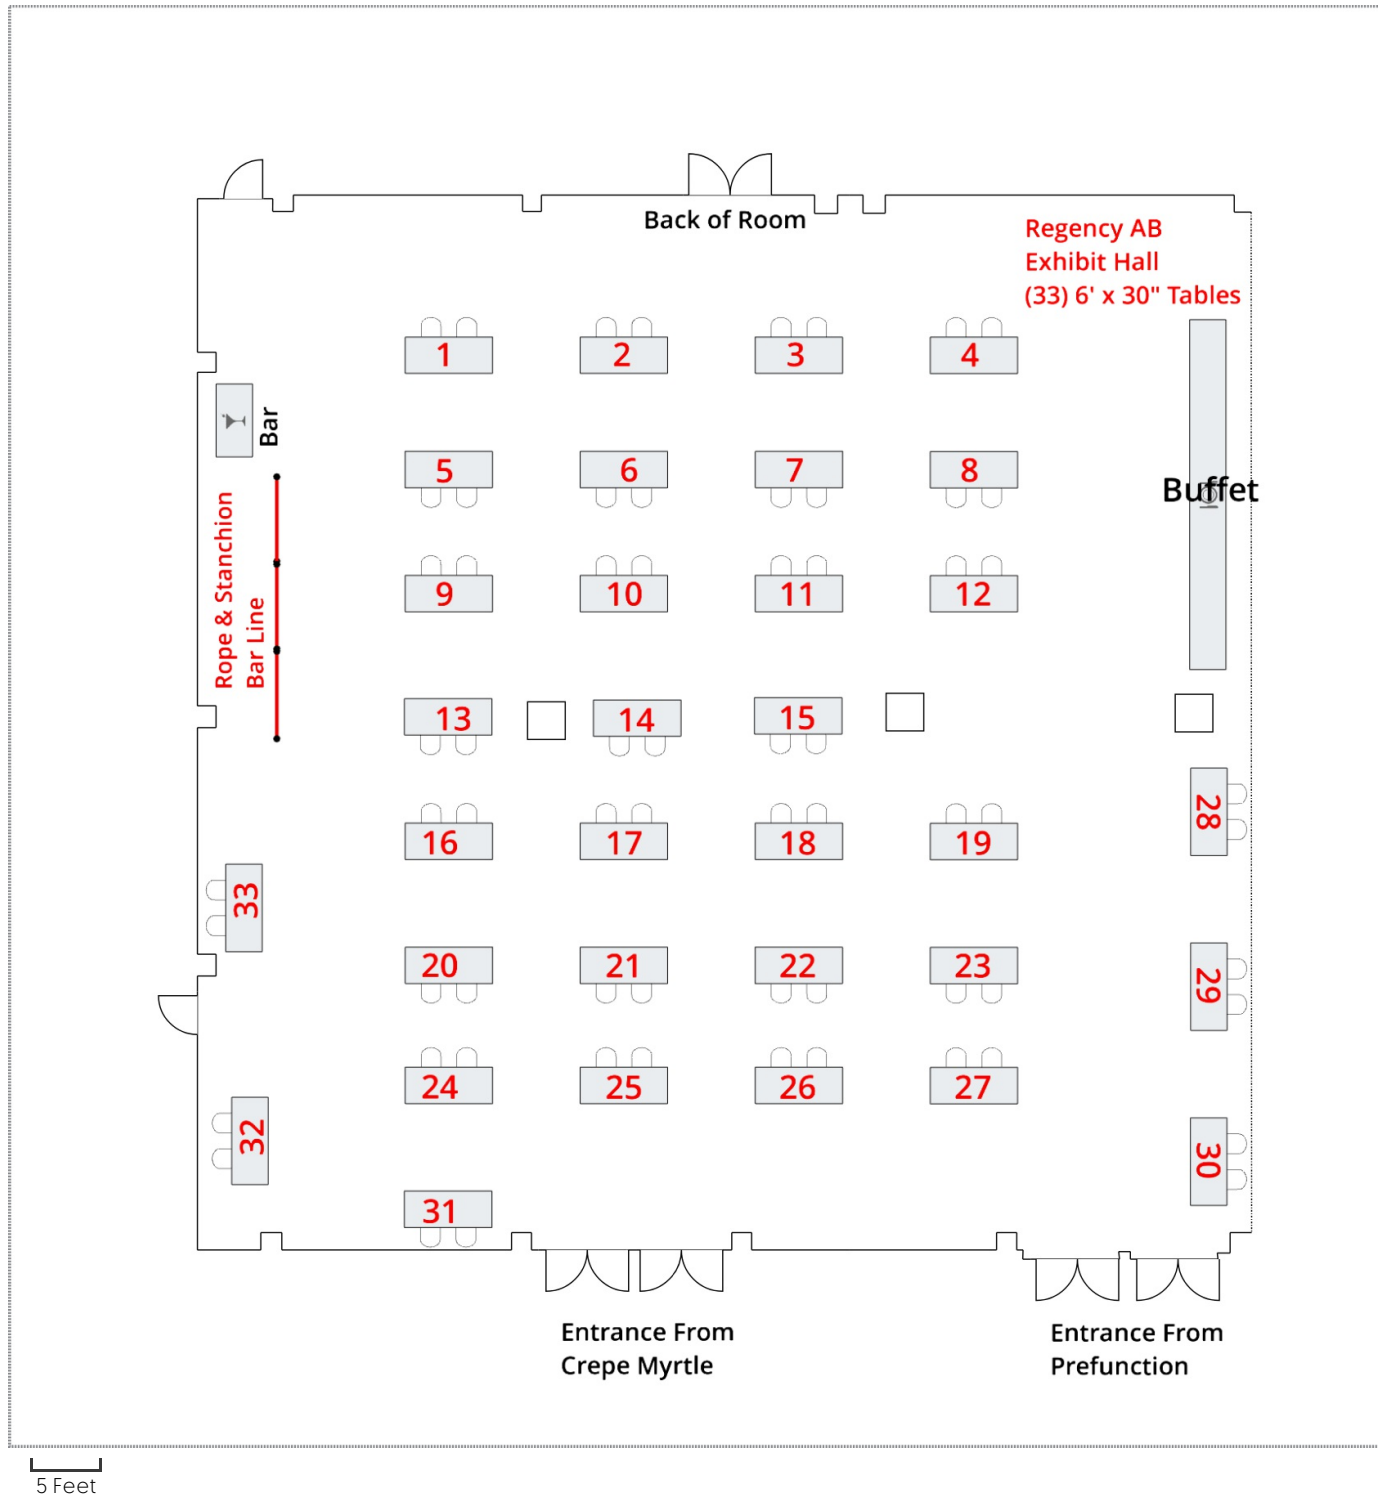 Back of Room
Regency AB
Exhibit Hall
(33) 6' x 30" Tables
1
2
3
4
Bar
5
6
7
8
Buffet
Rope & Stanchion
Bar Line
9
10
11
12
13
14
15
16
17
18
19
28
33
20
21
22
23
29
24
25
26
27
32
30
31
Entrance From
Crepe Myrtle
Entrance From
Prefunction
5 Feet